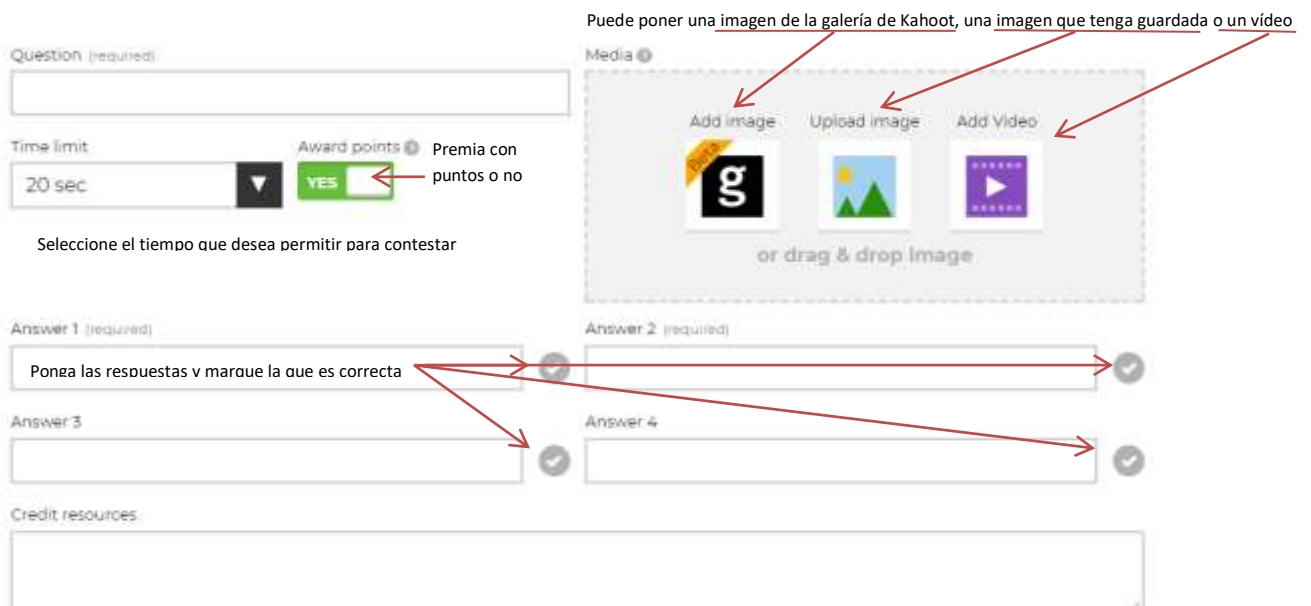 Puede poner una imagen de la galería de Kahoot, una imagen que tenga guardada o un vídeo
Question (required)
Media
Add image
Upload image
Add Video
Beta
g
Time limit
Award points
Premia con
puntos o no
20 sec
YES
Seleccione el tiempo que desea permitir para contestar
or drag & drop image
Answer 1 (required)
Answer 2 (required)
Ponga las respuestas y marque la que es correcta
Answer 3
Answer 4
Credit resources